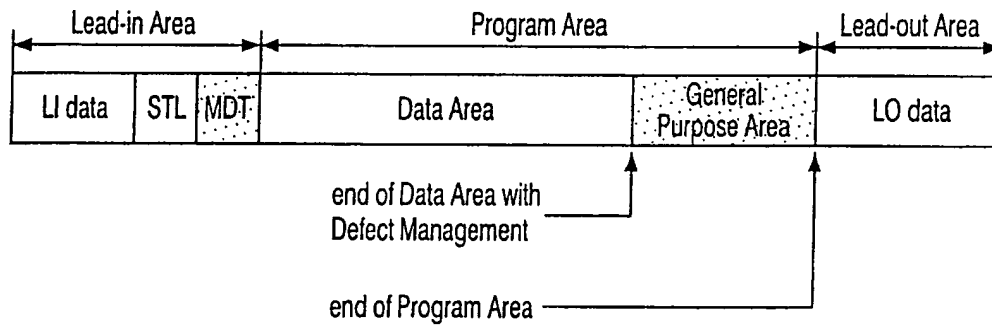 Lead-in Area
Program Area
Lead-out Area
LI data
STL
MDT
Data Area
General
Purpose Area
LO data
end of Data Area with
Defect Management
end of Program Area